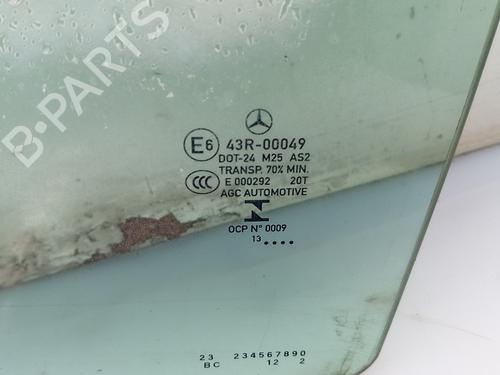 B-PARTS
E6 43R-00049
DOT-24 M25 AS2
TRANSP. 70% MIN.
CCC E 000292 20T
AGC AUTOMOTIVE
OCP N° 0009
13 ....
23 234567890
BC 12 2